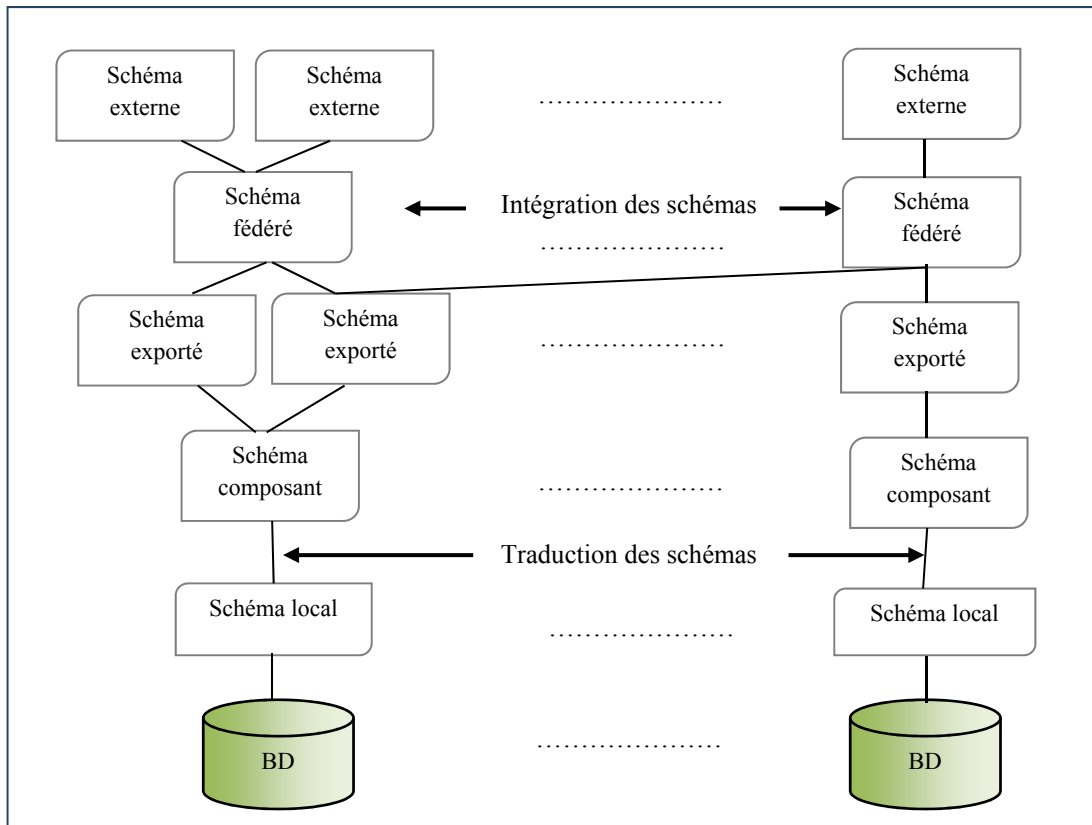 Schéma
externe
Schéma
externe
.....................
Schéma
externe
Schéma
fédéré
Intégration des schémas
.....................
Schéma
fédéré
Schéma
exporté
Schéma
exporté
.....................
Schéma
exporté
Schéma
composant
.....................
Schéma
composant
Traduction des schémas
Schéma local
.....................
Schéma local
BD
.....................
BD